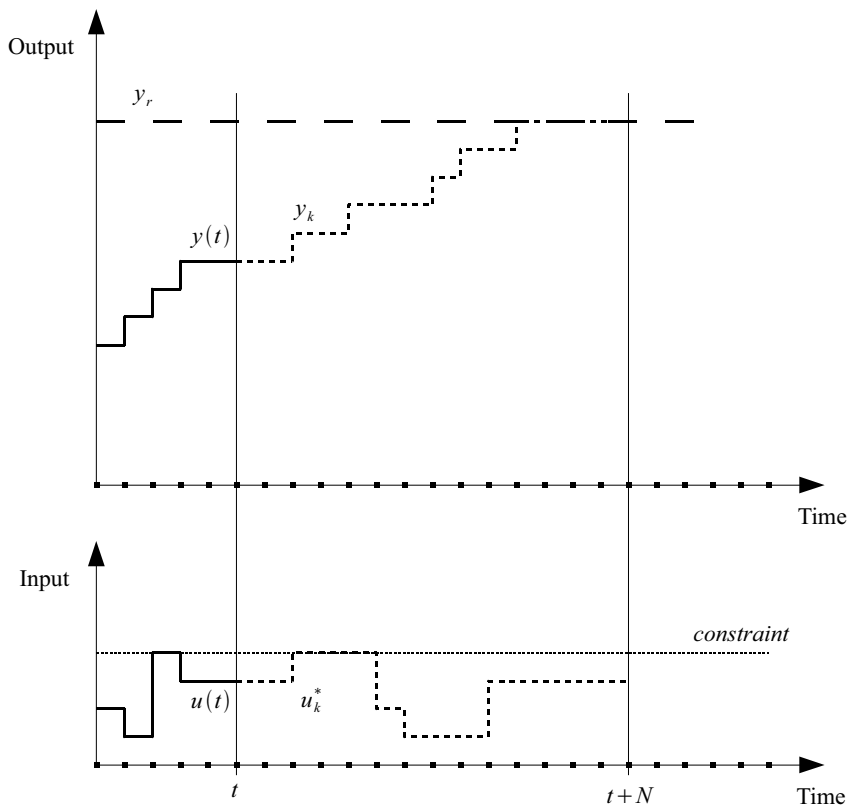 Output
y_r
y_k
y(t)
Time
Input
constraint
u(t)
u_k^*
t
t+N
Time